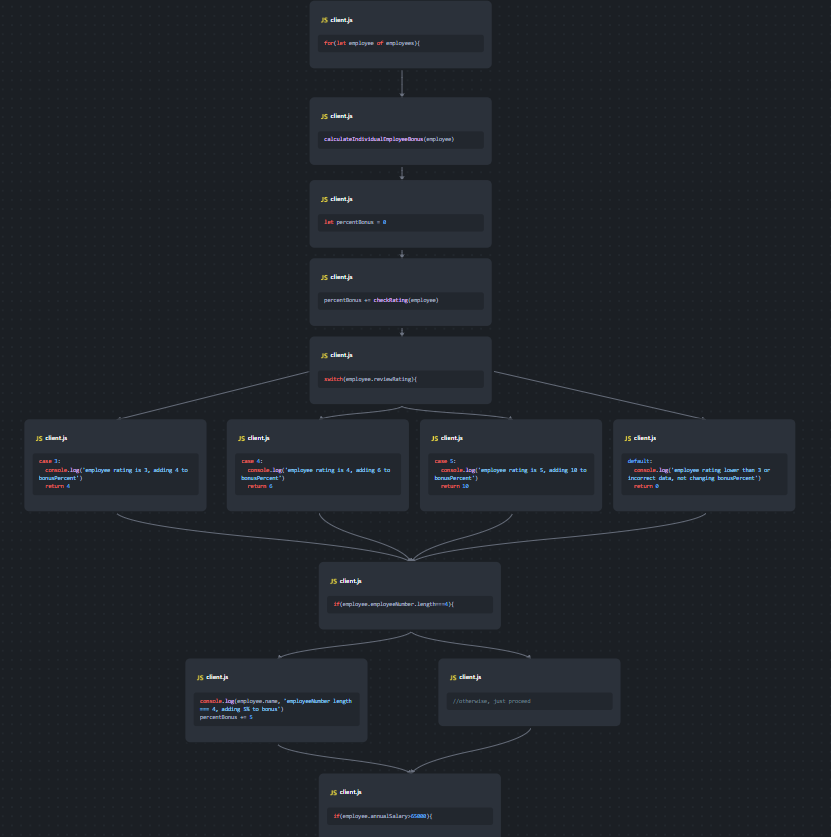 JS client.js
for(let employee of employees){
JS client.js
calculateIndividualEmployeeBonus(employee)
JS client.js
let percentBonus = 0
JS client.js
percentBonus += checkRating(employee)
JS client.js
switch(employee.reviewRating){
JS client.js
case 3:
console.log('employee rating is 3, adding 4 to
bonusPercent')
return 4
JS client.js
case 4:
console.log('employee rating is 4, adding 6 to
bonusPercent')
return 6
JS client.js
case 5:
console.log('employee rating is 5, adding 10 to
bonusPercent')
return 10
JS client.js
default:
console.log('employee rating lower than 3 or
incorrect data, not changing bonusPercent')
return 0
JS client.js
if(employee.employeeNumber.length===4){
JS client.js
console.log(employee.name, 'employeeNumber length
=== 4, adding 5% to bonus')
percentBonus += 5
JS client.js
//otherwise, just proceed
JS client.js
if(employee.annualSalary>65000){